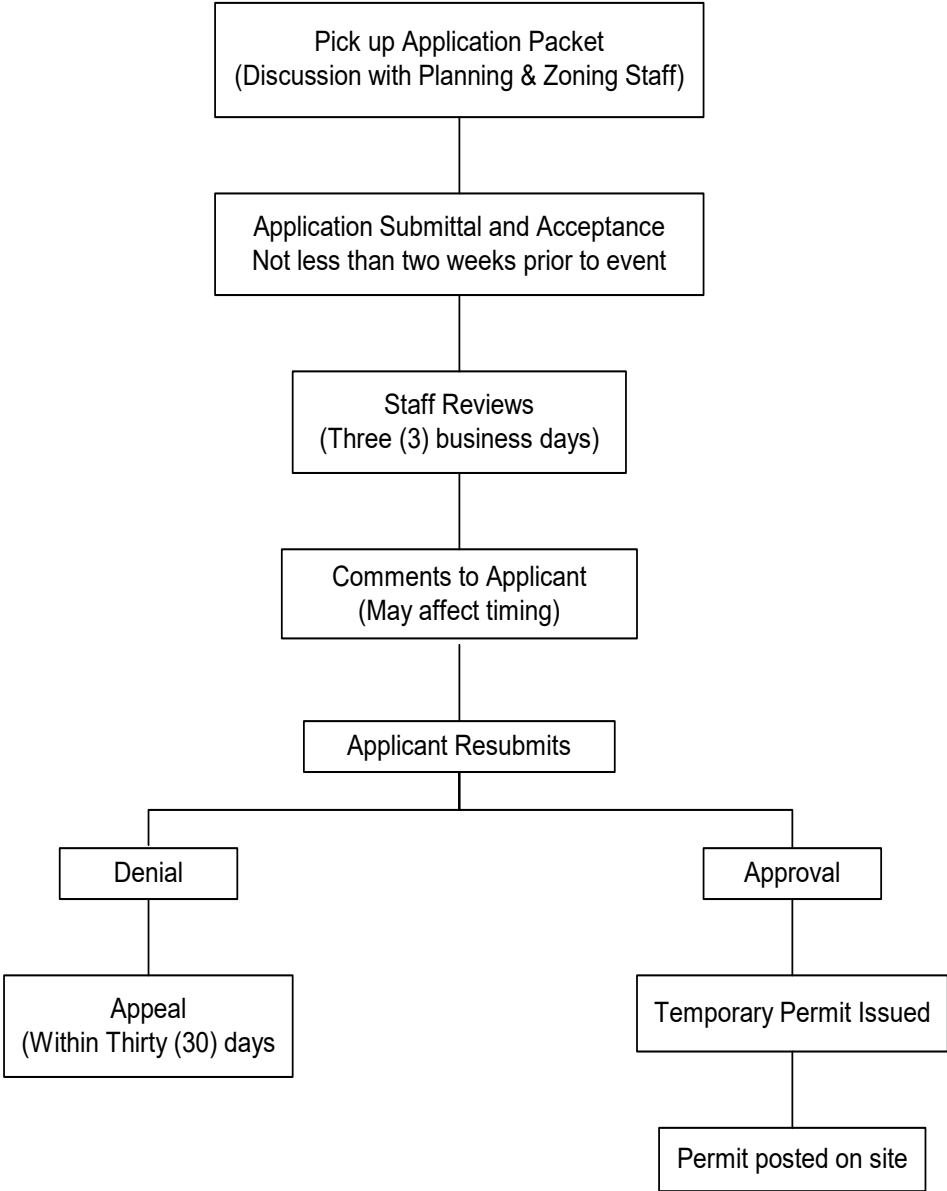 Pick up Application Packet
(Discussion with Planning & Zoning Staff)
Application Submittal and Acceptance
Not less than two weeks prior to event
Staff Reviews
(Three (3) business days)
Comments to Applicant
(May affect timing)
Applicant Resubmits
Denial
Approval
Appeal
(Within Thirty (30) days
Temporary Permit Issued
Permit posted on site